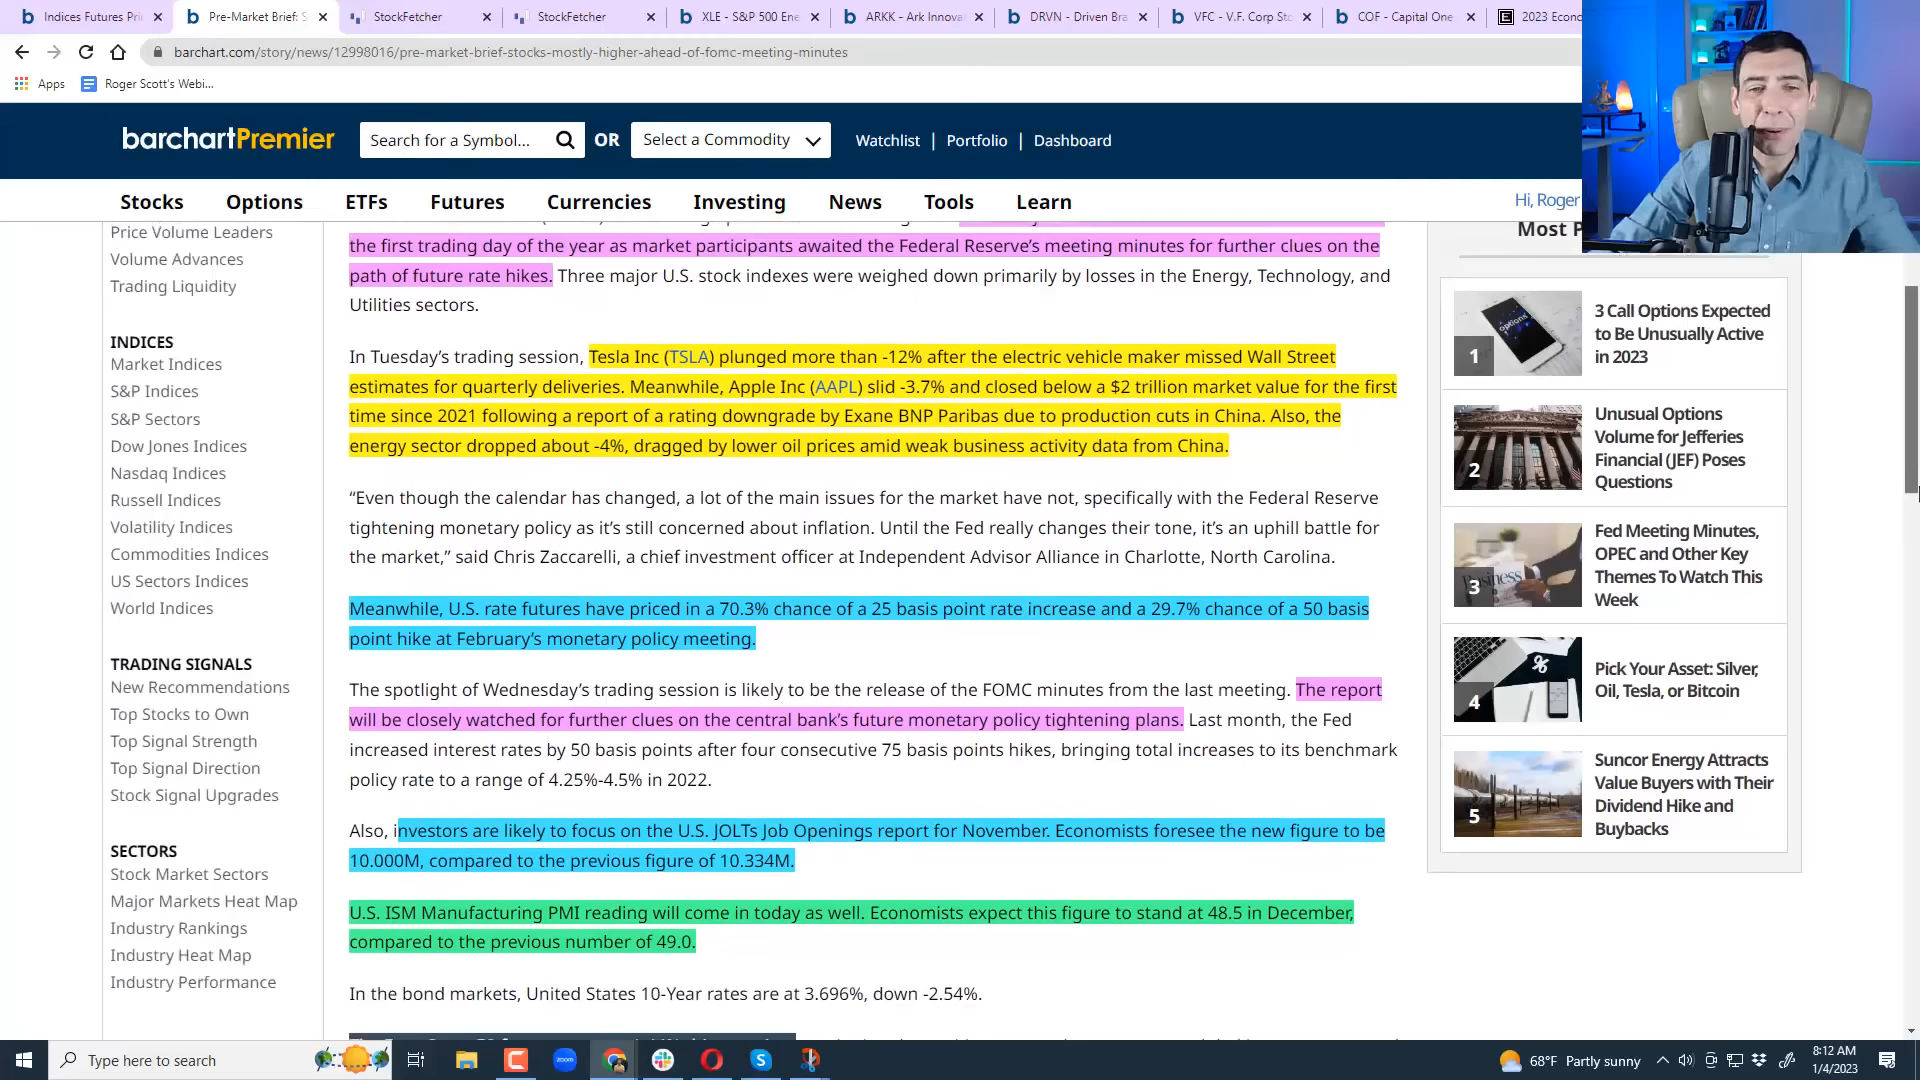 Indices Futures Pri
Pre-Market Brief: S
StockFetcher
StockFetcher
XLE - S&P 500 Ene
ARKK - Ark Innova
DRVN - Driven Bra
VFC - V.F. Corp Sto
COF - Capital One
2023 Econo
barchart.com/story/news/12998016/pre-market-brief-stocks-mostly-higher-ahead-of-fomc-meeting-minutes
Apps
Roger Scott's Webi...
barchartPremier
Search for a Symbol...
OR
Select a Commodity
Watchlist | Portfolio | Dashboard
Stocks Options ETFs Futures Currencies Investing News Tools Learn
Hi, Roger
Price Volume Leaders
Volume Advances
Trading Liquidity
INDICES
Market Indices
S&P Indices
S&P Sectors
Dow Jones Indices
Nasdaq Indices
Russell Indices
Volatility Indices
Commodities Indices
US Sectors Indices
World Indices
TRADING SIGNALS
New Recommendations
Top Stocks to Own
Top Signal Strength
Top Signal Direction
Stock Signal Upgrades
SECTORS
Stock Market Sectors
Major Markets Heat Map
Industry Rankings
Industry Heat Map
Industry Performance
the first trading day of the year as market participants awaited the Federal Reserve's meeting minutes for further clues on the
path of future rate hikes. Three major U.S. stock indexes were weighed down primarily by losses in the Energy, Technology, and
Utilities sectors.
In Tuesday's trading session, Tesla Inc (TSLA) plunged more than -12% after the electric vehicle maker missed Wall Street
estimates for quarterly deliveries. Meanwhile, Apple Inc (AAPL) slid -3.7% and closed below a $2 trillion market value for the first
time since 2021 following a report of a rating downgrade by Exane BNP Paribas due to production cuts in China. Also, the
energy sector dropped about -4%, dragged by lower oil prices amid weak business activity data from China.
“Even though the calendar has changed, a lot of the main issues for the market have not, specifically with the Federal Reserve
tightening monetary policy as it's still concerned about inflation. Until the Fed really changes their tone, it's an uphill battle for
the market,” said Chris Zaccarelli, a chief investment officer at Independent Advisor Alliance in Charlotte, North Carolina.
Meanwhile, U.S. rate futures have priced in a 70.3% chance of a 25 basis point rate increase and a 29.7% chance of a 50 basis
point hike at February's monetary policy meeting.
The spotlight of Wednesday's trading session is likely to be the release of the FOMC minutes from the last meeting. The report
will be closely watched for further clues on the central bank's future monetary policy tightening plans. Last month, the Fed
increased interest rates by 50 basis points after four consecutive 75 basis points hikes, bringing total increases to its benchmark
policy rate to a range of 4.25%-4.5% in 2022.
Also, investors are likely to focus on the U.S. JOLTs Job Openings report for November. Economists foresee the new figure to be
10.000M, compared to the previous figure of 10.334M.
U.S. ISM Manufacturing PMI reading will come in today as well. Economists expect this figure to stand at 48.5 in December,
compared to the previous number of 49.0.
In the bond markets, United States 10-Year rates are at 3.696%, down -2.54%.
Most P
1
3 Call Options Expected
to Be Unusually Active
in 2023
2
Unusual Options
Volume for Jefferies
Financial (JEF) Poses
Questions
3
Fed Meeting Minutes,
OPEC and Other Key
Themes To Watch This
Week
4
Pick Your Asset: Silver,
Oil, Tesla, or Bitcoin
5
Suncor Energy Attracts
Value Buyers with Their
Dividend Hike and
Buybacks
Type here to search
zoom
68°F Partly sunny
8:12 AM
1/4/2023